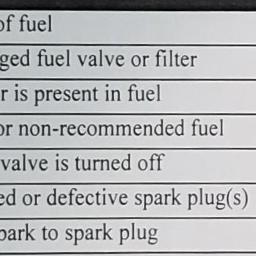 of fuel
ged fuel valve or filter
r is present in fuel
or non-recommended fuel
valve is turned off
ed or defective spark plug(s)
park to spark plug